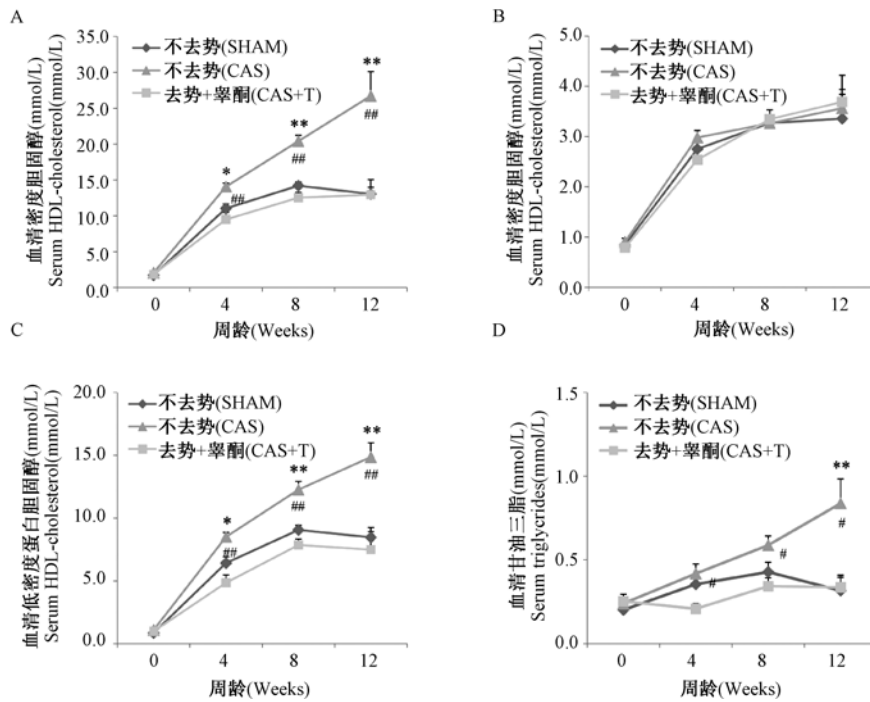 A
血清密度胆固醇(mmol/L)
Serum HDL-cholesterol(mmol/L)
35.0
30.0
25.0
20.0
15.0
10.0
5.0
0.0
不去势(SHAM)
不去势(CAS)
去势+睾酮(CAS+T)
*
##
**
##
**
##
0 4 8 12
周龄(Weeks)
B
血清密度胆固醇(mmol/L)
Serum HDL-cholesterol(mmol/L)
5.0
4.0
3.0
2.0
1.0
0.0
不去势(SHAM)
不去势(CAS)
去势+睾酮(CAS+T)
0 4 8 12
周龄(Weeks)
C
血清低密度蛋白胆固醇(mmol/L)
Serum HDL-cholesterol(mmol/L)
20.0
15.0
10.0
5.0
0.0
不去势(SHAM)
不去势(CAS)
去势+睾酮(CAS+T)
*
##
**
##
**
##
0 4 8 12
周龄(Weeks)
D
血清甘油三脂(mmol/L)
Serum triglycrides(mmol/L)
1.5
1.0
0.5
0.0
不去势(SHAM)
不去势(CAS)
去势+睾酮(CAS+T)
#
#
**
#
0 4 8 12
周龄(Weeks)